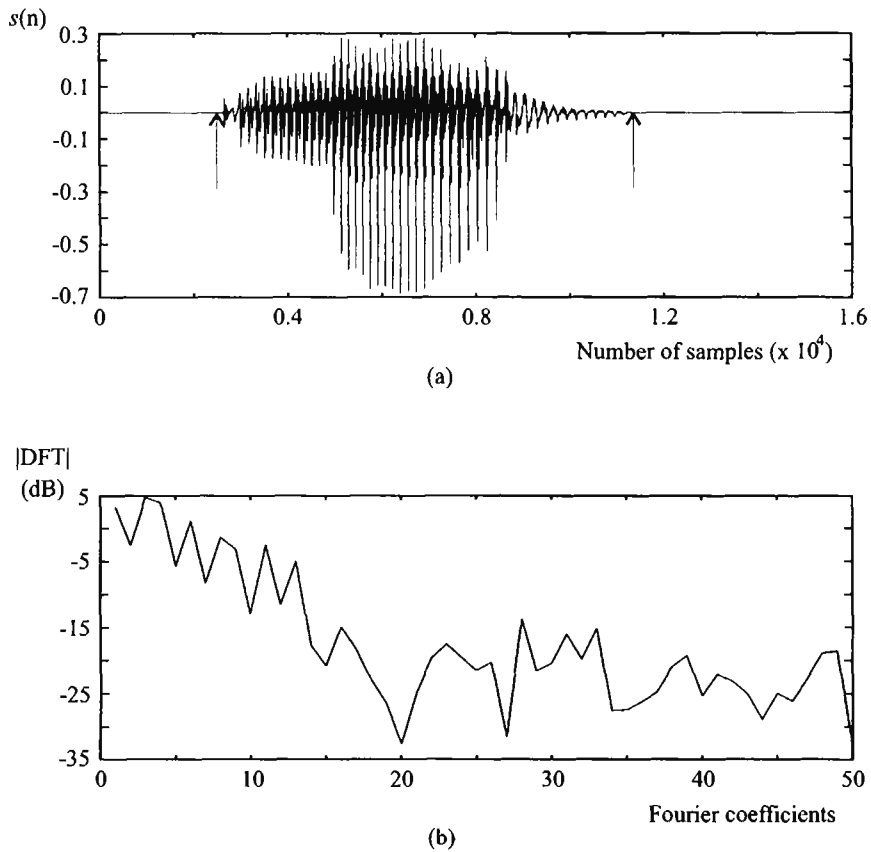 s(n)
0.3
0.1
-0.1
-0.3
-0.5
-0.7
0 0.4 0.8 1.2 1.6
Number of samples (x 10⁴)
(a)
|DFT|
(dB)
5
-5
-15
-25
-35
0 10 20 30 40 50
Fourier coefficients
(b)